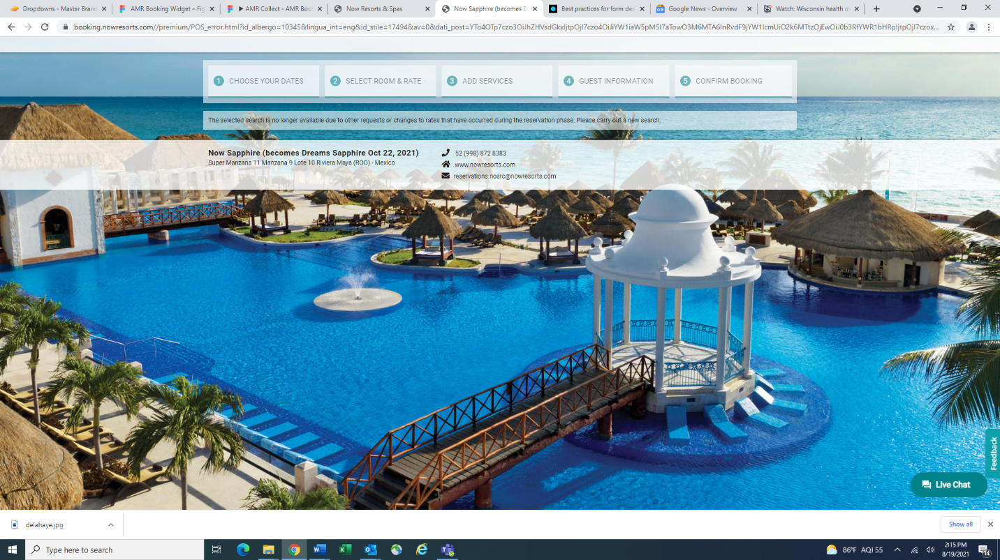 Dropdowns - Master Brand
AMR Booking Widget – Fig
AMR Collect - AMR Boo
Now Resorts & Spas
Now Sapphire (becomes D
Best practices for form des
Google News - Overview
Watch: Wisconsin health d
booking.nowresorts.com//premium/POS_error.html?id_albergo=10345&lingua_int=eng&id_stile=17494&av=0&dati_post=
1 CHOOSE YOUR DATES
2 SELECT ROOM & RATE
3 ADD SERVICES
4 GUEST INFORMATION
5 CONFIRM BOOKING
The selected search is no longer available due to other requests or changes to rates that have occurred during the reservation phase. Please carry out a new search.
Now Sapphire (becomes Dreams Sapphire Oct 22, 2021)
Super Manzana 11 Manzana 9 Lote 10 Riviera Maya (ROO) - Mexico
52 (998) 872 8383
www.nowresorts.com
reservations.nosrc@nowresorts.com
Feedback
Live Chat
delahaye.jpg
Show all
Type here to search
86°F AQI 55
2:15 PM
8/19/2021
14